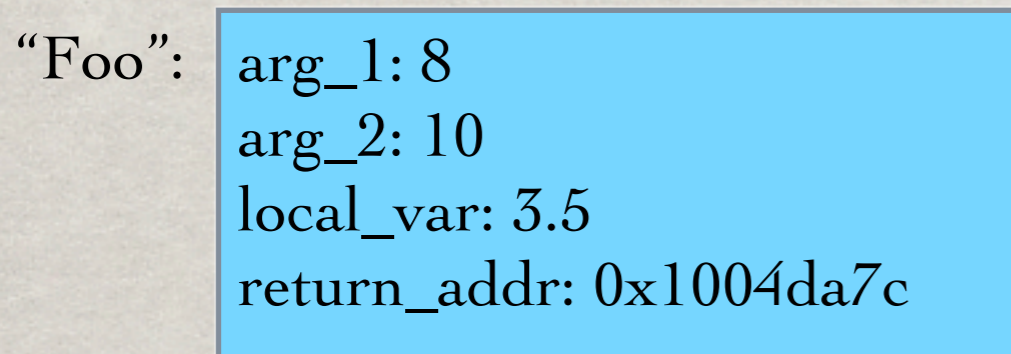 “Foo”: arg_1: 8
arg_2: 10
local_var: 3.5
return_addr: 0x1004da7c